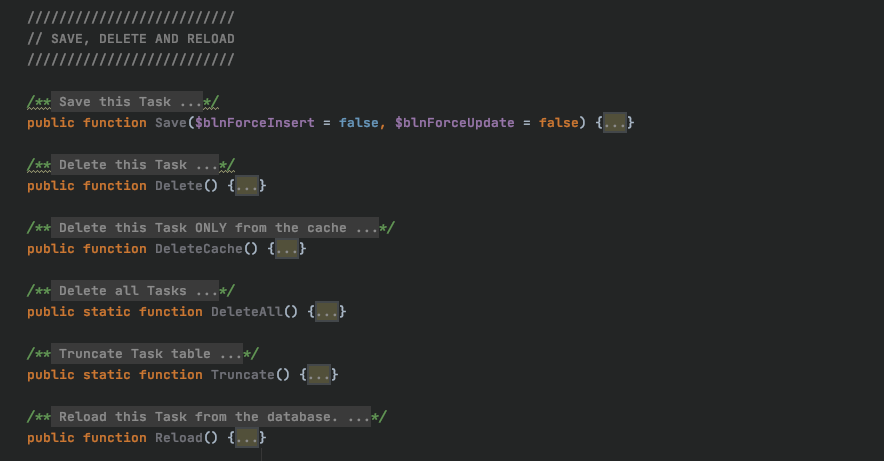 //////////////////////////
// SAVE, DELETE AND RELOAD
//////////////////////////
/** Save this Task ...*/
public function Save($blnForceInsert = false, $blnForceUpdate = false) {...}
/** Delete this Task ...*/
public function Delete() {...}
/** Delete this Task ONLY from the cache ...*/
public function DeleteCache() {...}
/** Delete all Tasks ...*/
public static function DeleteAll() {...}
/** Truncate Task table ...*/
public static function Truncate() {...}
/** Reload this Task from the database. ...*/
public function Reload() {...}